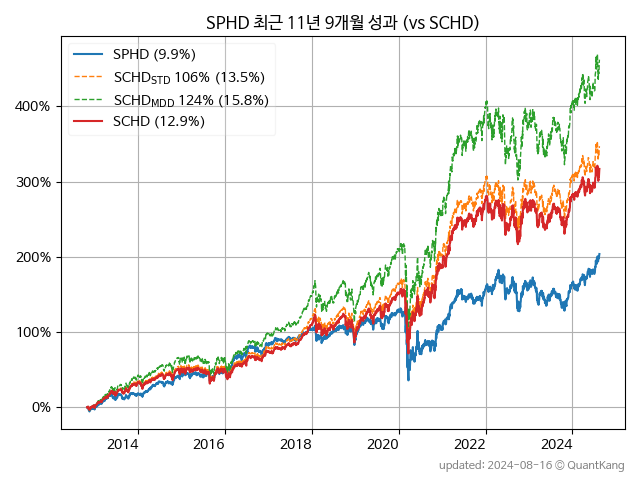 SPHD 최근 11년 9개월 성과 (vs SCHD)
SPHD (9.9%)
SCHD_STD 106% (13.5%)
SCHD_MDD 124% (15.8%)
SCHD (12.9%)
400%
300%
200%
100%
0%
2014 2016 2018 2020 2022 2024
updated: 2024-08-16 © QuantKang